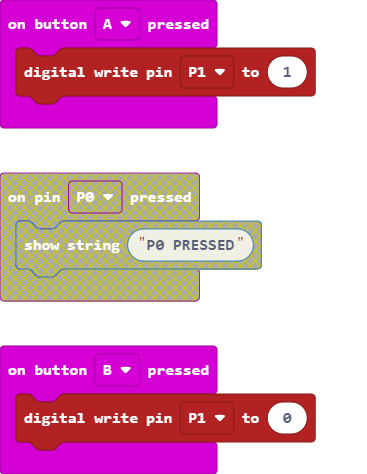 on button A pressed
digital write pin P1 to 1
on pin P0 pressed
show string "P0 PRESSED"
on button B pressed
digital write pin P1 to 0